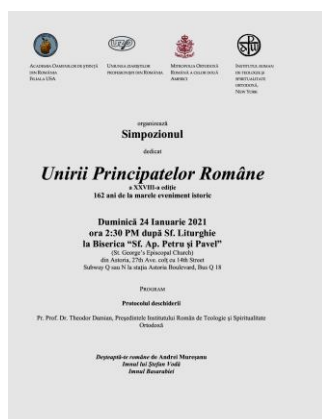 Academia Oamenilor de Știință
din România
Filiala USA
Uniunea Ziariștilor
Profesioniști din România
Mitropolia Ortodoxă
Română a celor două
Americi
Institutul Român
de Teologie și
Spiritualitate
Ortodoxă,
New York
organizează
Simpozionul
dedicat
Unirii Principatelor Române
a XXVIII-a ediție
162 ani de la marele eveniment istoric
Duminică 24 Ianuarie 2021
ora 2:30 PM după Sf. Liturghie
la Biserica “Sf. Ap. Petru și Pavel”
(St. George's Episcopal Church)
din Astoria, 27th Ave. colț cu 14th Street
Subway Q sau N la stația Astoria Boulevard, Bus Q 18
Program
Protocolul deschiderii
Pr. Prof. Dr. Theodor Damian, Președintele Institutului Român de Teologie și Spiritualitate
Ortodoxă
Deșteaptă-te române de Andrei Mureșanu
Imnul lui Ștefan Vodă
Imnul Basarabiei